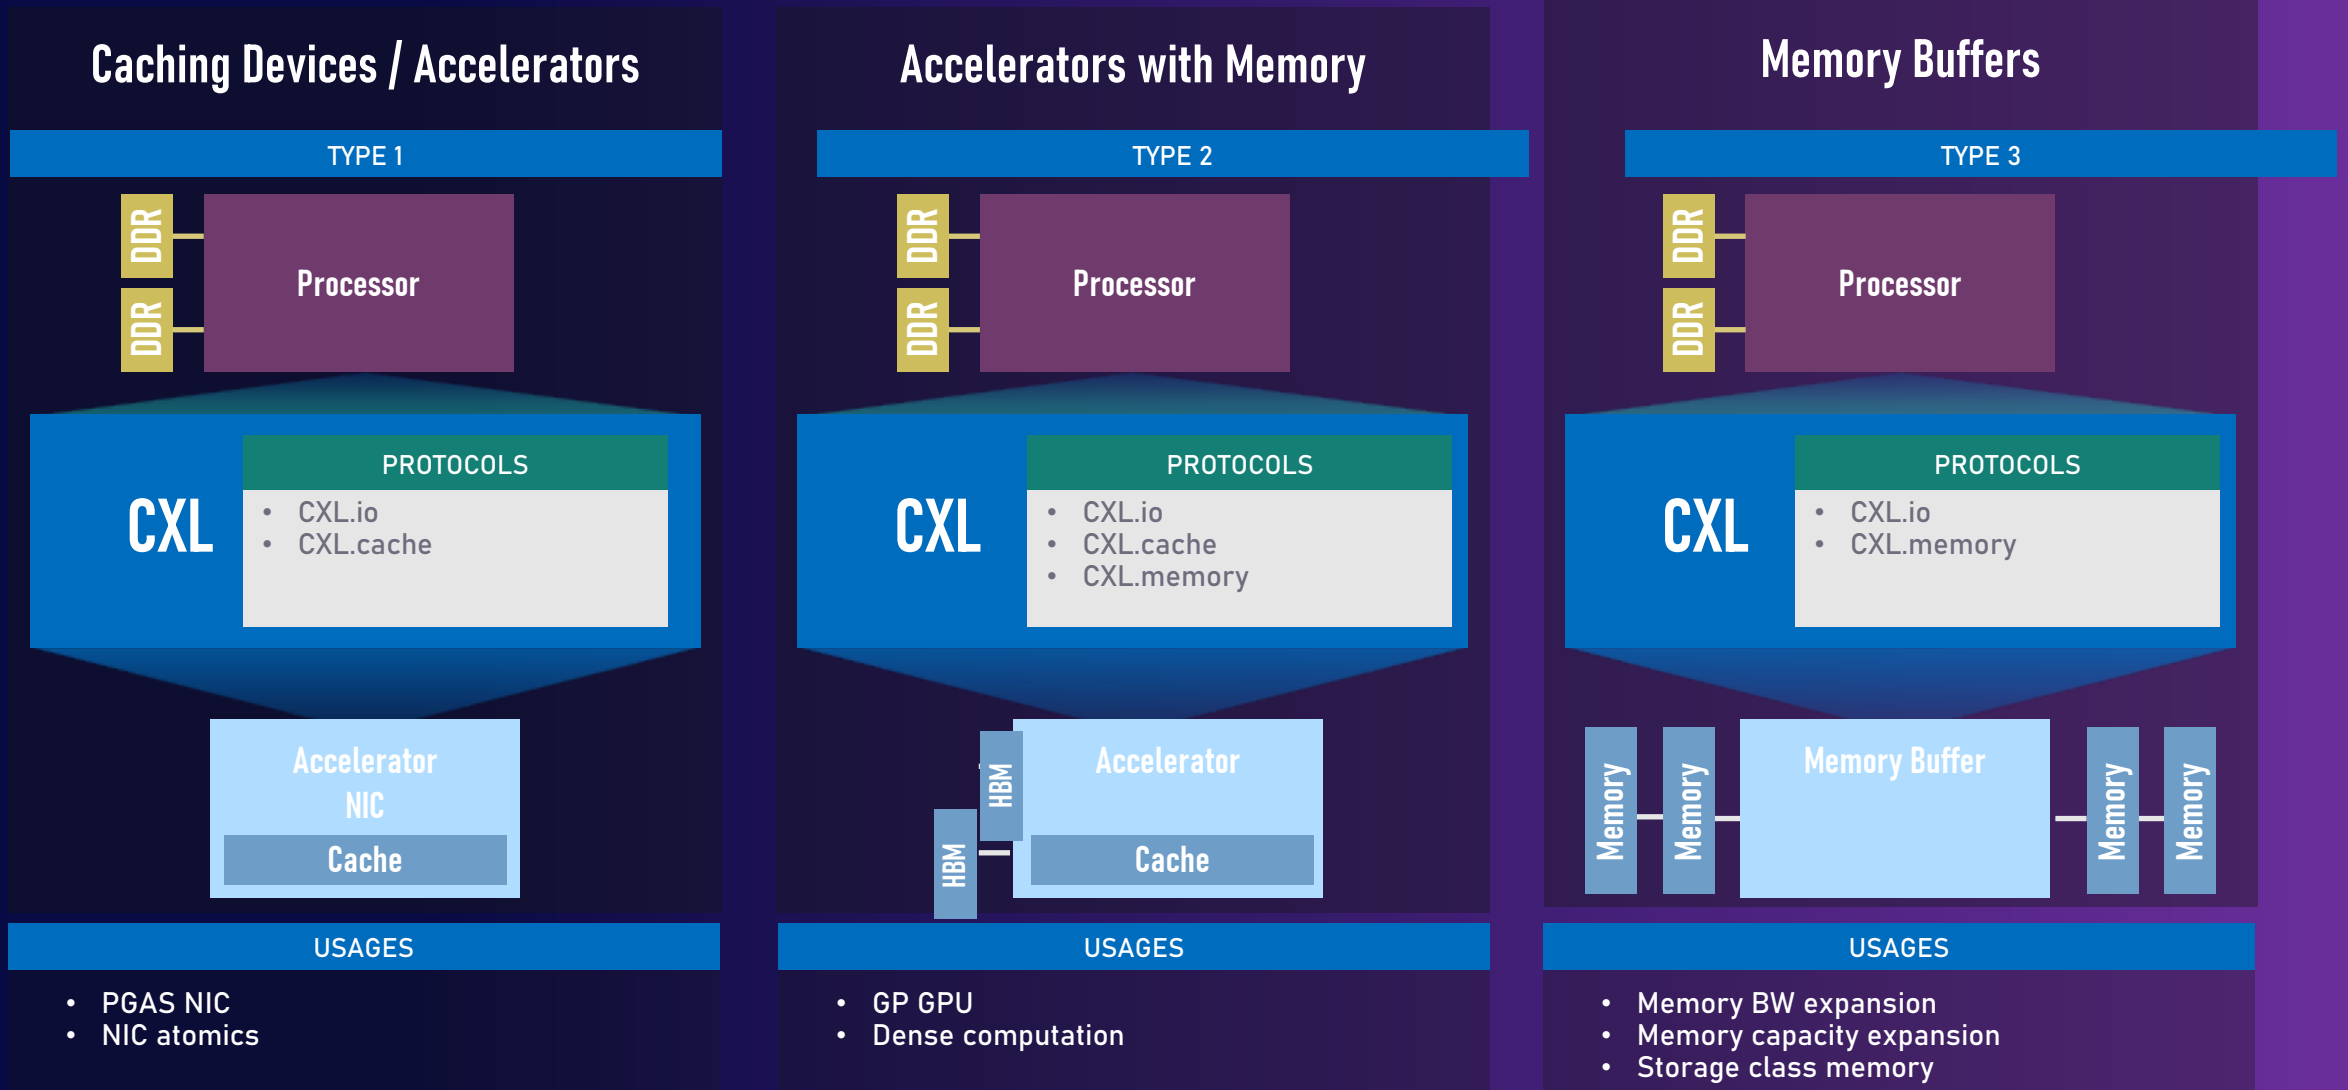 Caching Devices / Accelerators
TYPE 1
DDR
DDR
Processor
CXL
PROTOCOLS
• CXL.io
• CXL.cache
Accelerator
NIC
Cache
USAGES
• PGAS NIC
• NIC atomics
Accelerators with Memory
TYPE 2
DDR
DDR
Processor
CXL
PROTOCOLS
• CXL.io
• CXL.cache
• CXL.memory
HBM
HBM
Accelerator
Cache
USAGES
• GP GPU
• Dense computation
Memory Buffers
TYPE 3
DDR
DDR
Processor
CXL
PROTOCOLS
• CXL.io
• CXL.memory
Memory
Memory
Memory Buffer
Memory
Memory
USAGES
• Memory BW expansion
• Memory capacity expansion
• Storage class memory